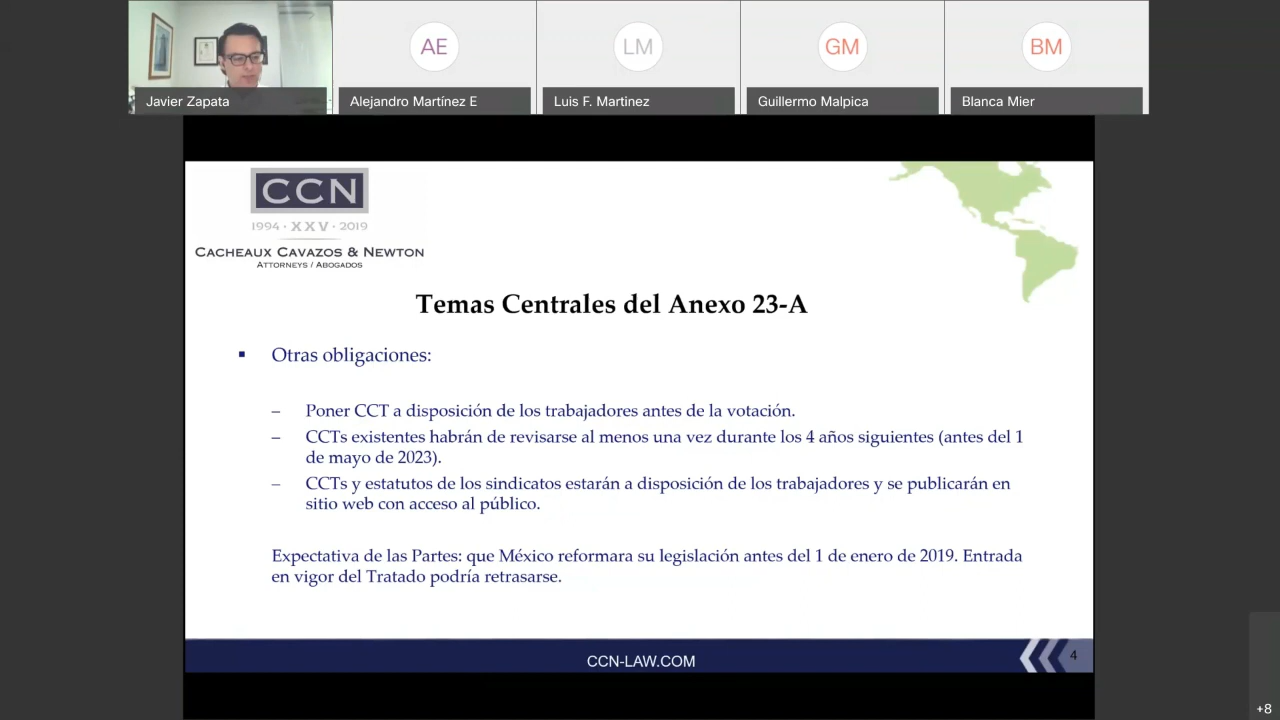 AE
LM
GM
BM
Javier Zapata
Alejandro Martínez E
Luis F. Martinez
Guillermo Malpica
Blanca Mier
CCN
1994 · XXV · 2019
CACHEAUX CAVAZOS & NEWTON
ATTORNEYS / ABOGADOS
Temas Centrales del Anexo 23-A
▪ Otras obligaciones:
– Poner CCT a disposición de los trabajadores antes de la votación.
– CCTs existentes habrán de revisarse al menos una vez durante los 4 años siguientes (antes del 1
de mayo de 2023).
– CCTs y estatutos de los sindicatos estarán a disposición de los trabajadores y se publicarán en
sitio web con acceso al público.
Expectativa de las Partes: que México reformara su legislación antes del 1 de enero de 2019. Entrada
en vigor del Tratado podría retrasarse.
CCN-LAW.COM
4
+8